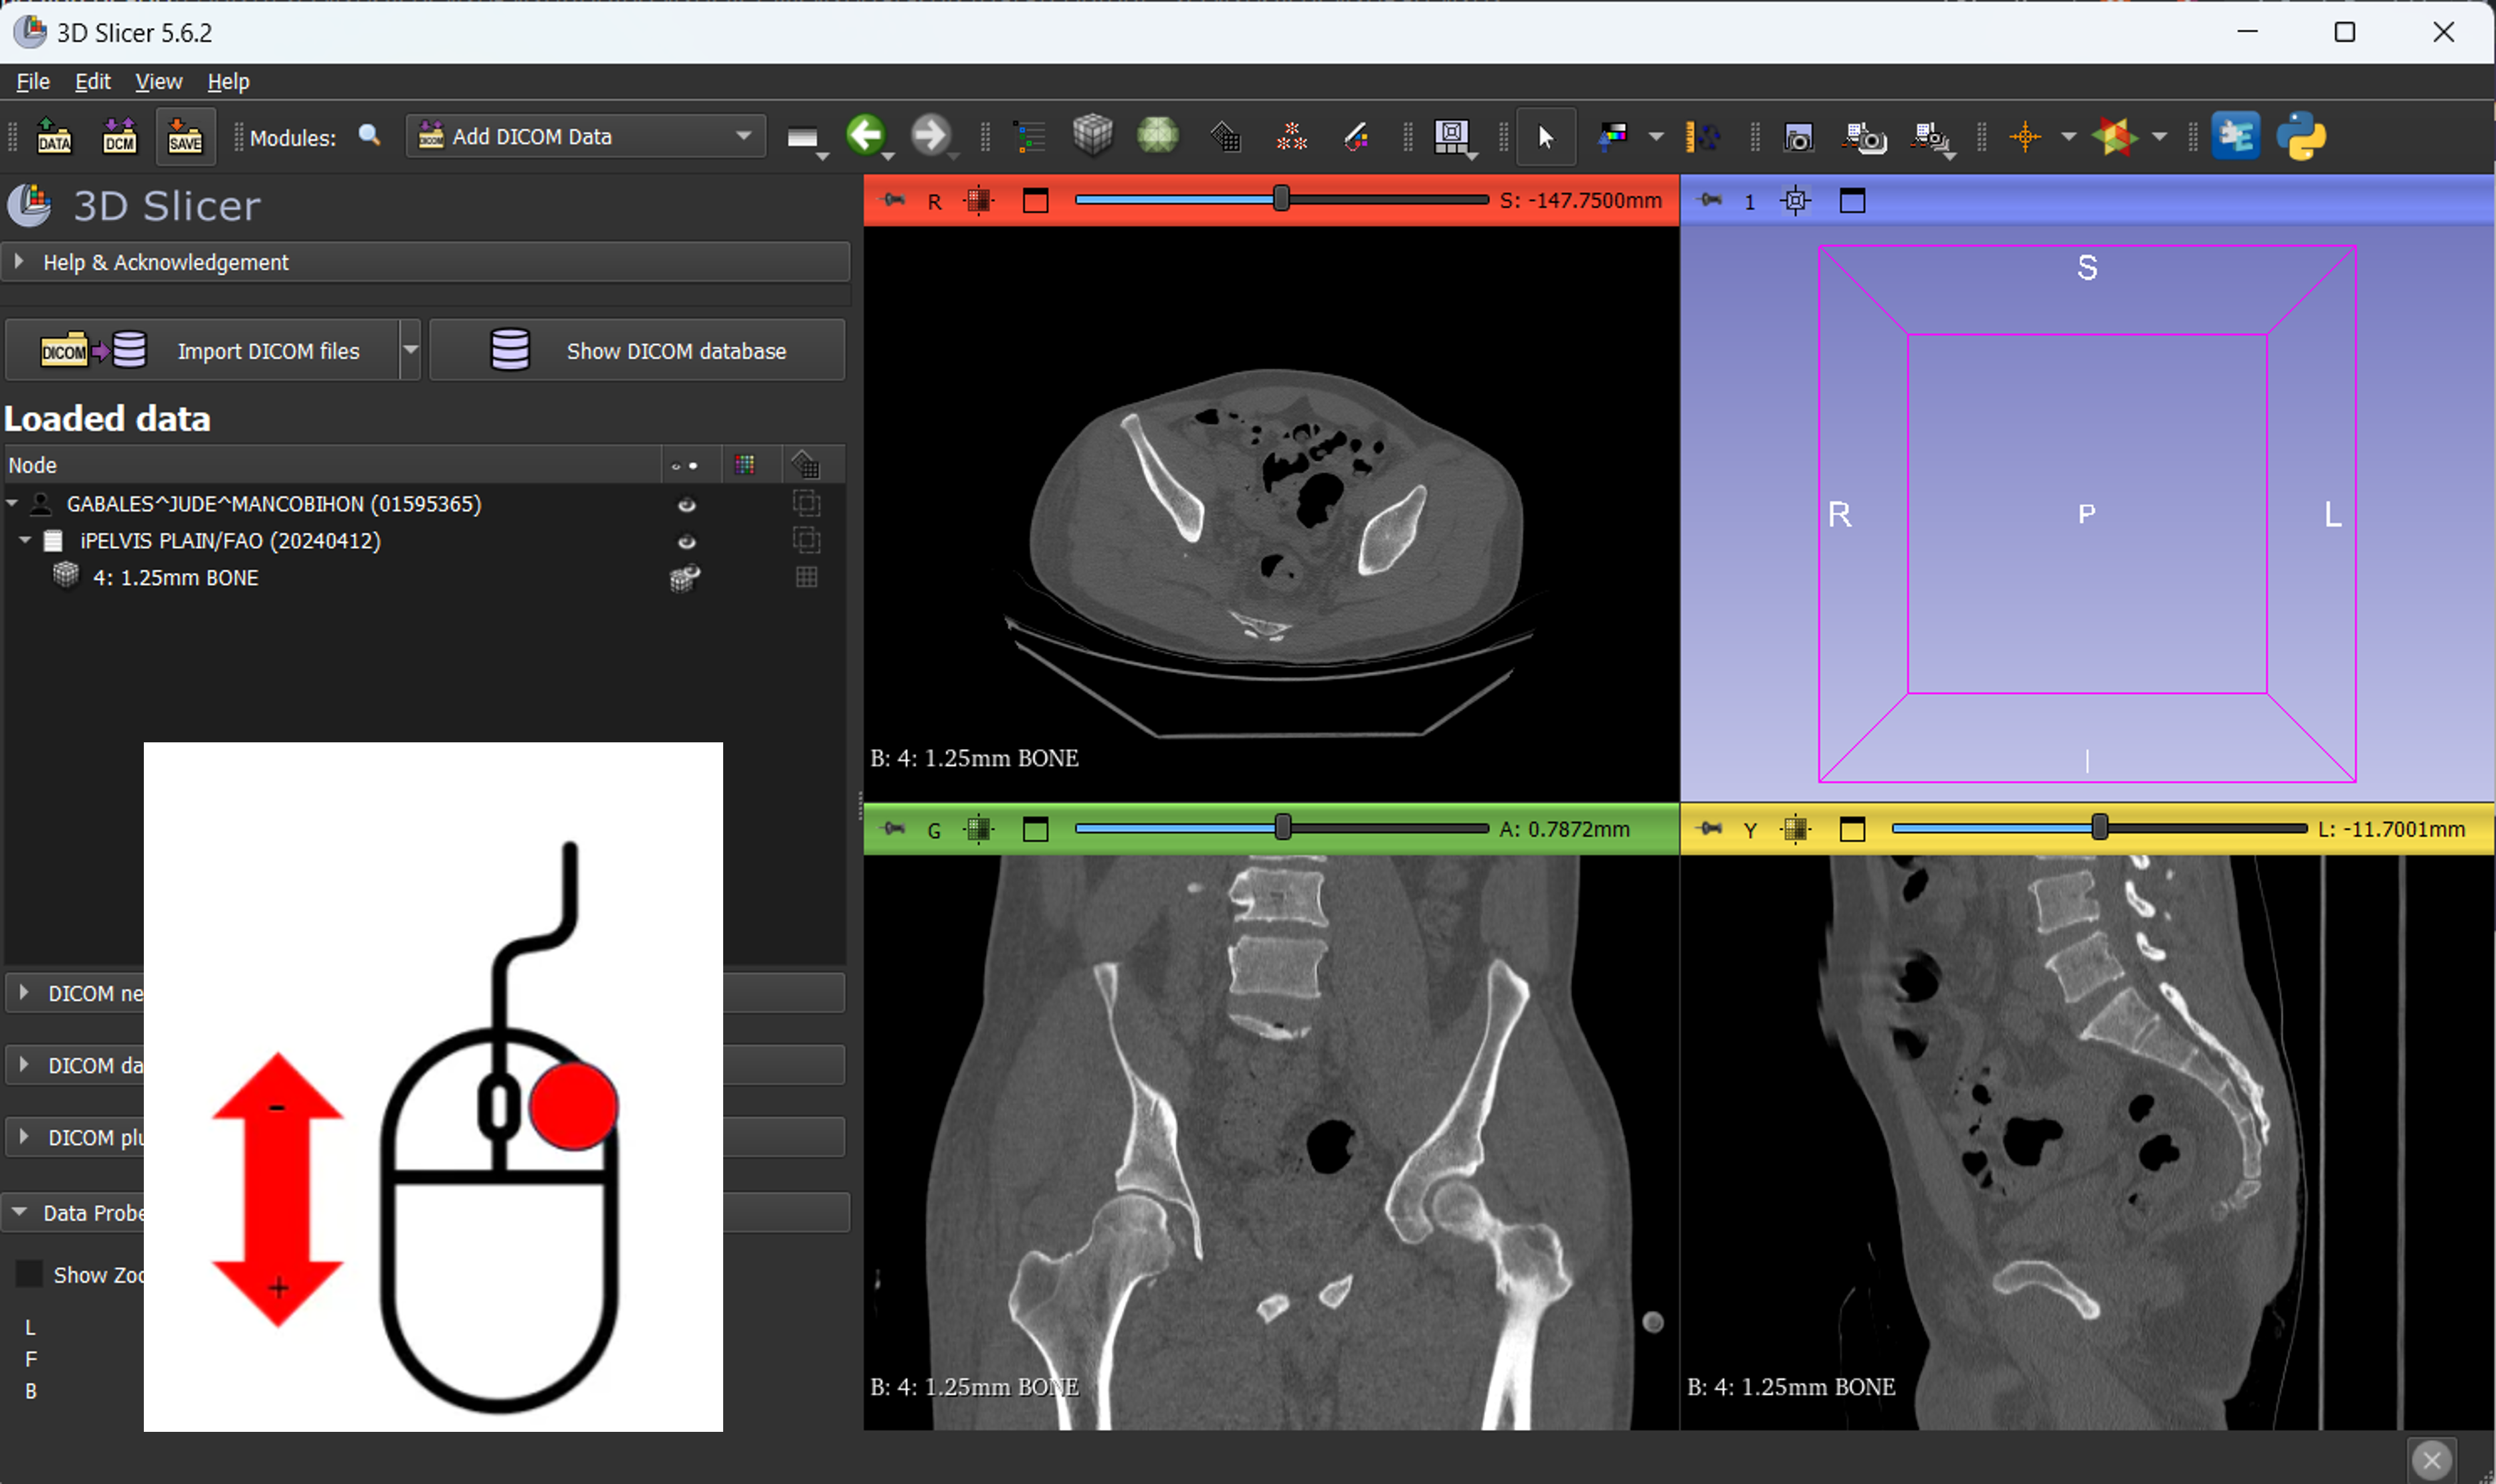 3D Slicer 5.6.2
File Edit View Help
DATA DCM SAVE Modules: Add DICOM Data
3D Slicer
Help & Acknowledgement
DICOM Import DICOM files Show DICOM database
Loaded data
Node
GABALES^JUDE^MANCOBIHON (01595365)
iPELVIS PLAIN/FAO (20240412)
4: 1.25mm BONE
DICOM ne
DICOM da
DICOM plu
Data Probe
Show Zoo
L
F
B
- 
+
R S: -147.7500mm
B: 4: 1.25mm BONE
1
S
R P L
I
G A: 0.7872mm
B: 4: 1.25mm BONE
Y L: -11.7001mm
B: 4: 1.25mm BONE